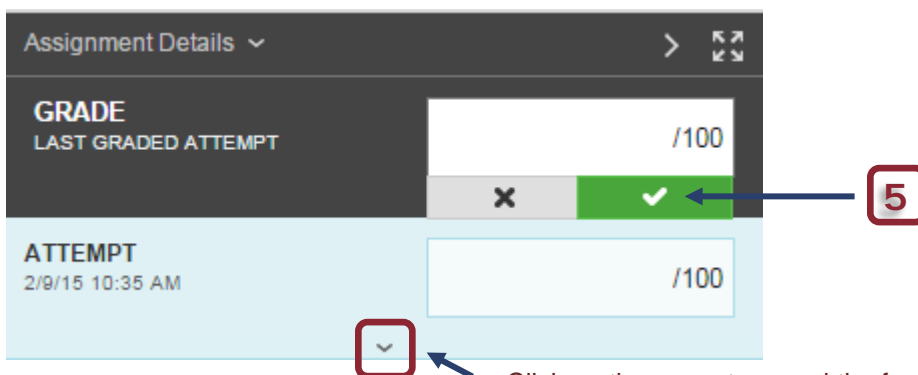 Assignment Details
GRADE
LAST GRADED ATTEMPT
/100
5
ATTEMPT
2/9/15 10:35 AM
/100